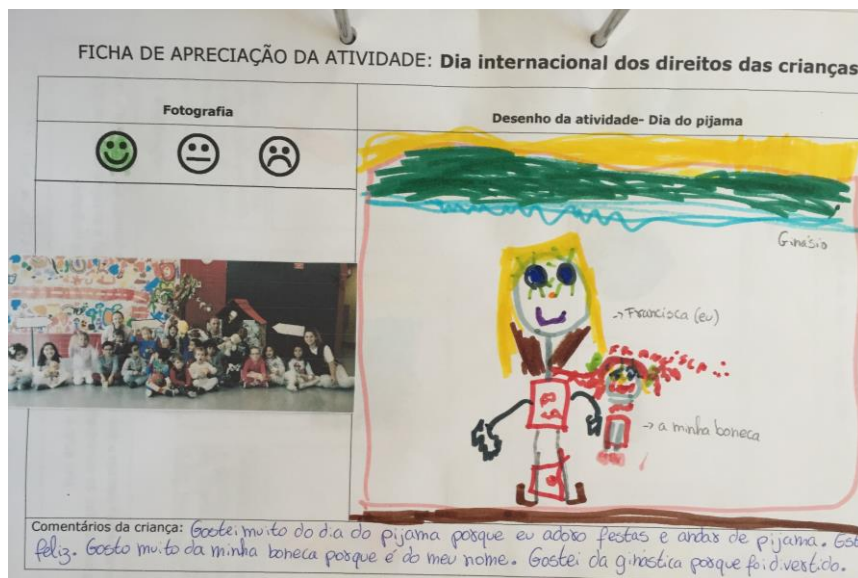 FICHA DE APRECIAÇÃO DA ATIVIDADE: Dia internacional dos direitos das crianças
Fotografia
Desenho da atividade- Dia do pijama
Ginásio
→ Francisca (eu)
Francisca
→ a minha boneca
Comentários da criança: Gostei muito do dia do pijama porque eu adoro festas e andar de pijama.
feliz. Gosto muito da minha boneca porque é do meu nome. Gostei da ginástica porque foi divertido.